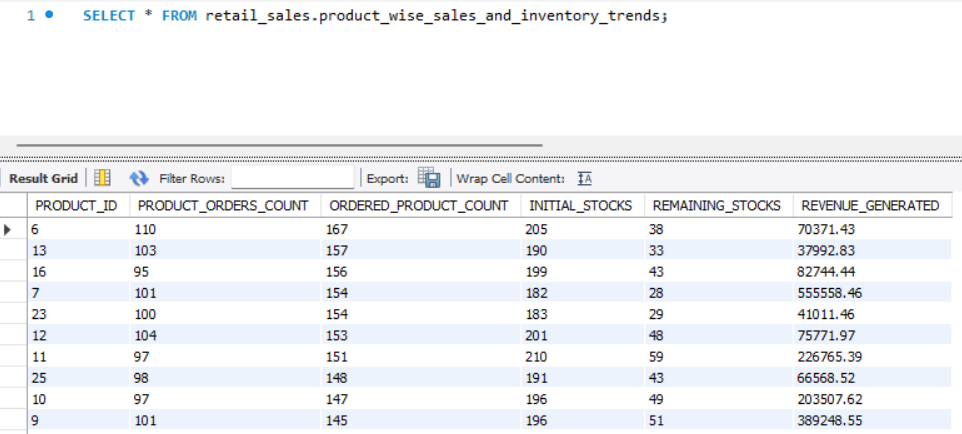 1 SELECT * FROM retail_sales.product_wise_sales_and_inventory_trends;
Result Grid Filter Rows: Export: Wrap Cell Content: IA
PRODUCT_ID PRODUCT_ORDERS_COUNT ORDERED_PRODUCT_COUNT INITIAL_STOCKS REMAINING_STOCKS REVENUE_GENERATED
6 110 167 205 38 70371.43
13 103 157 190 33 37992.83
16 95 156 199 43 82744.44
7 101 154 182 28 555558.46
23 100 154 183 29 41011.46
12 104 153 201 48 75771.97
11 97 151 210 59 226765.39
25 98 148 191 43 66568.52
10 97 147 196 49 203507.62
9 101 145 196 51 389248.55